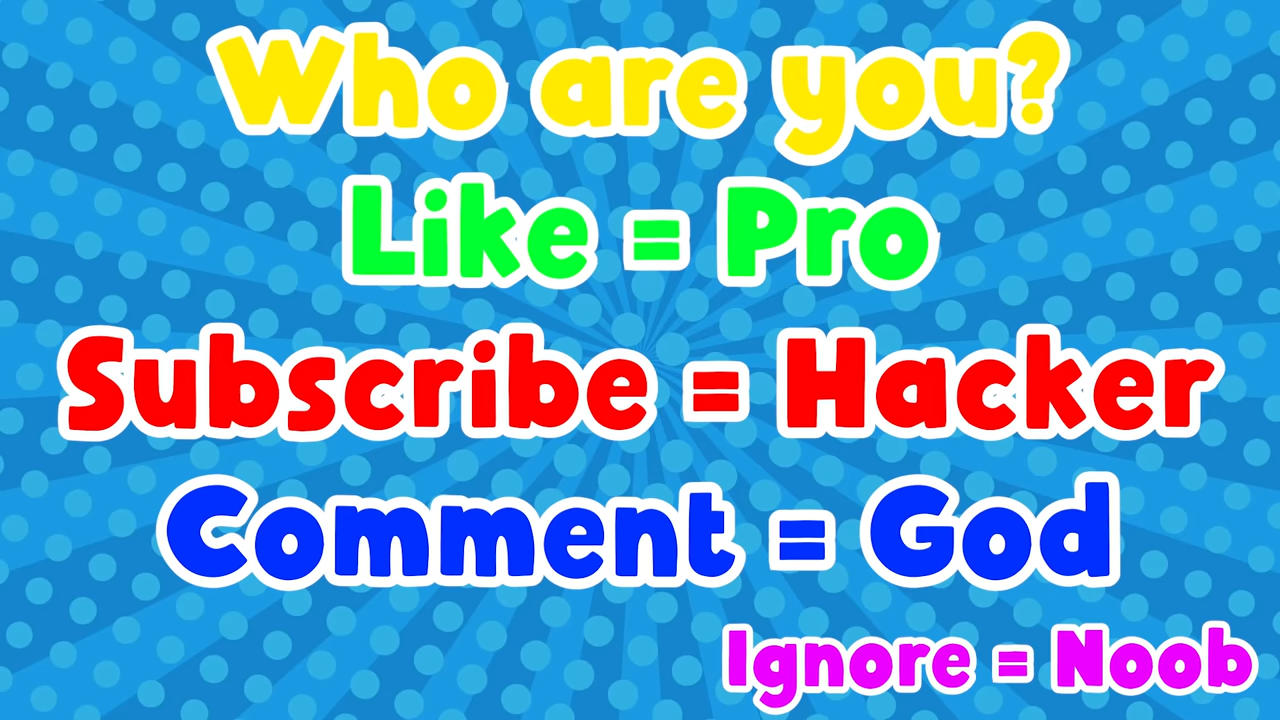 Who are you?
Like = Pro
Subscribe = Hacker
Comment = God
Ignore = Noob